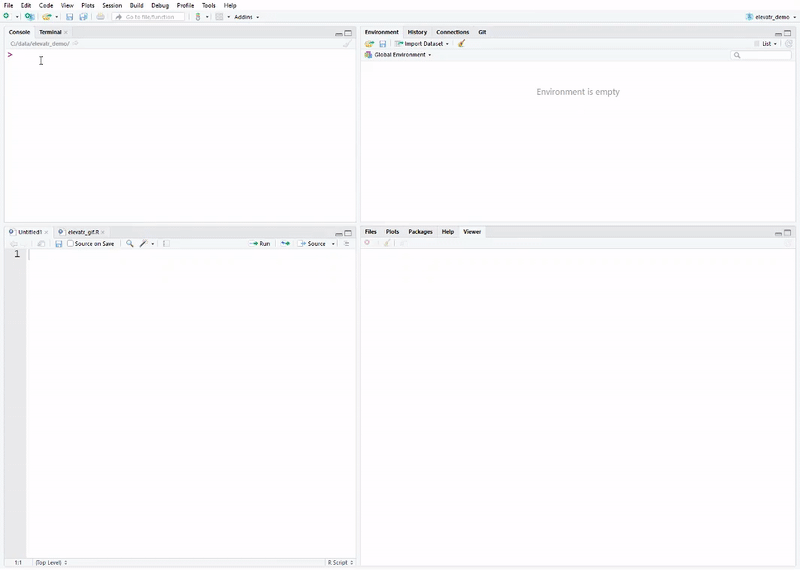 File Edit Code View Plots Session Build Debug Profile Tools Help
Go to file/function Addins elevatr_demo
Console Terminal
C:/data/elevatr_demo/
>
Environment History Connections Git
Import Dataset List
Global Environment
Environment is empty
Untitled1 elevatr_gif.R
Source on Save Run Source
1
1:1 (Top Level) R Script
Files Plots Packages Help Viewer